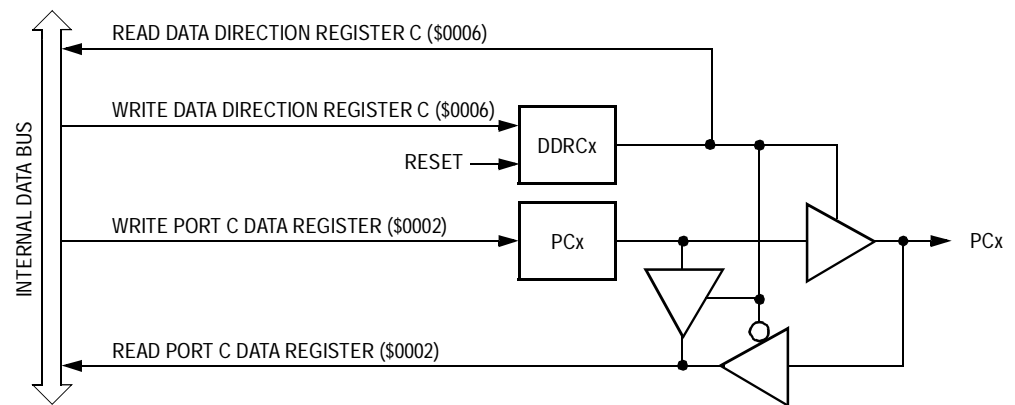 READ DATA DIRECTION REGISTER C ($0006)
WRITE DATA DIRECTION REGISTER C ($0006)
DDRCx
RESET
INTERNAL DATA BUS
WRITE PORT C DATA REGISTER ($0002)
PCx
PCx
READ PORT C DATA REGISTER ($0002)